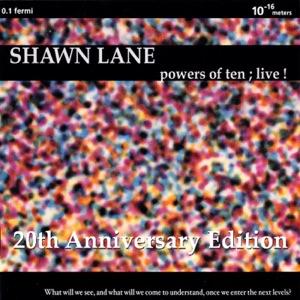 0.1 fermi
10-16
meters
SHAWN LANE
powers of ten ; live !
20th Anniversary Edition
What will we see, and what will we come to understand, once we enter the next levels?